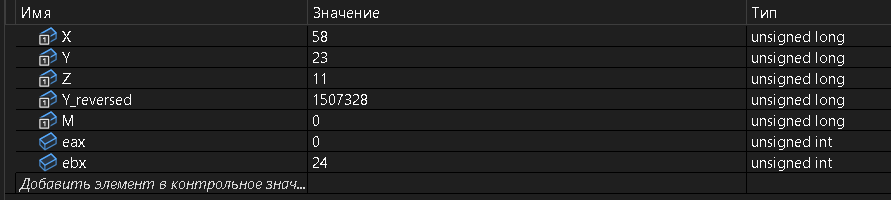 Имя Значение Тип
X 58 unsigned long
Y 23 unsigned long
Z 11 unsigned long
Y_reversed 1507328 unsigned long
M 0 unsigned long
eax 0 unsigned int
ebx 24 unsigned int
Добавить элемент в контрольное знач...